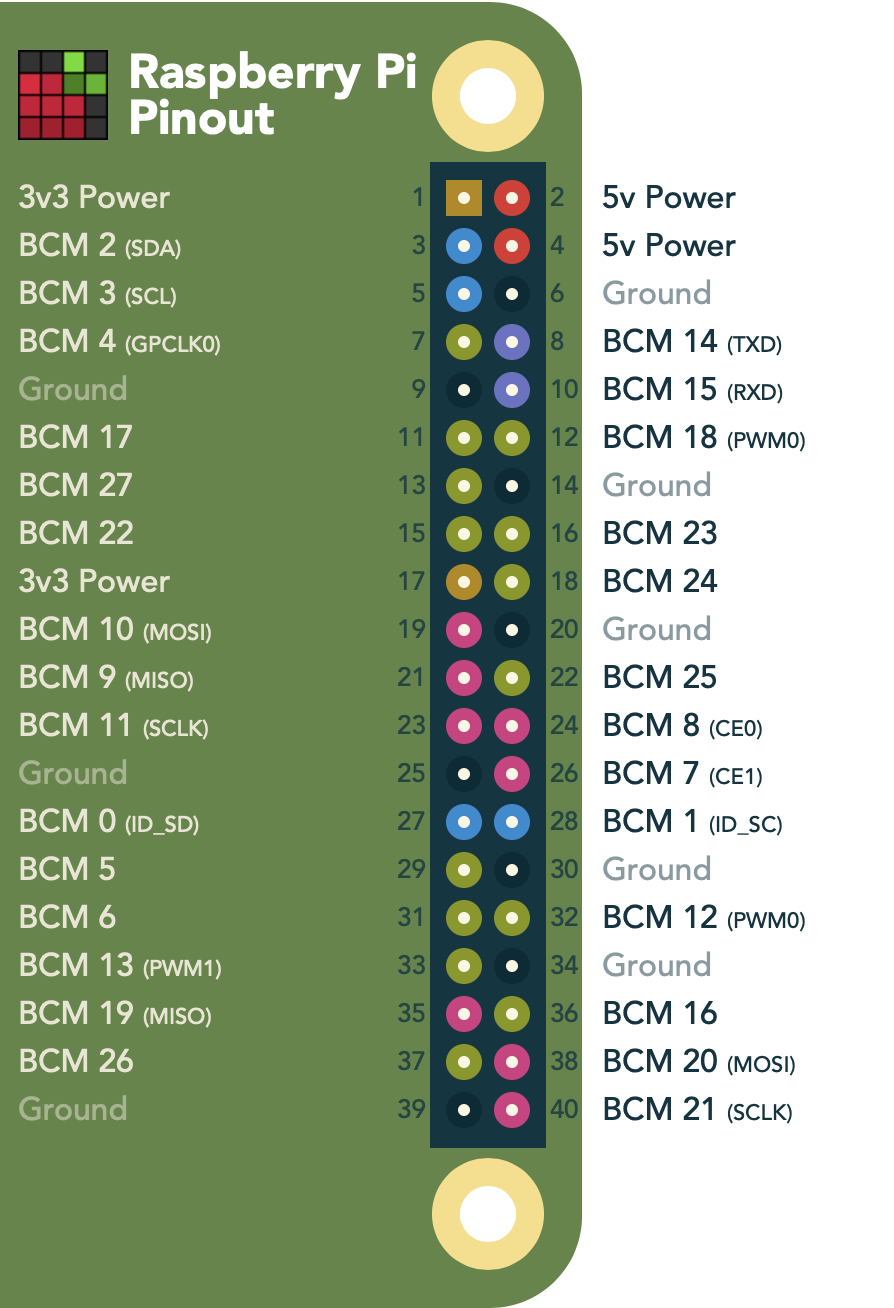 Raspberry Pi
Pinout
3v3 Power 1 2 5v Power
BCM 2 (SDA) 3 4 5v Power
BCM 3 (SCL) 5 6 Ground
BCM 4 (GPCLK0) 7 8 BCM 14 (TXD)
Ground 9 10 BCM 15 (RXD)
BCM 17 11 12 BCM 18 (PWM0)
BCM 27 13 14 Ground
BCM 22 15 16 BCM 23
3v3 Power 17 18 BCM 24
BCM 10 (MOSI) 19 20 Ground
BCM 9 (MISO) 21 22 BCM 25
BCM 11 (SCLK) 23 24 BCM 8 (CE0)
Ground 25 26 BCM 7 (CE1)
BCM 0 (ID_SD) 27 28 BCM 1 (ID_SC)
BCM 5 29 30 Ground
BCM 6 31 32 BCM 12 (PWM0)
BCM 13 (PWM1) 33 34 Ground
BCM 19 (MISO) 35 36 BCM 16
BCM 26 37 38 BCM 20 (MOSI)
Ground 39 40 BCM 21 (SCLK)